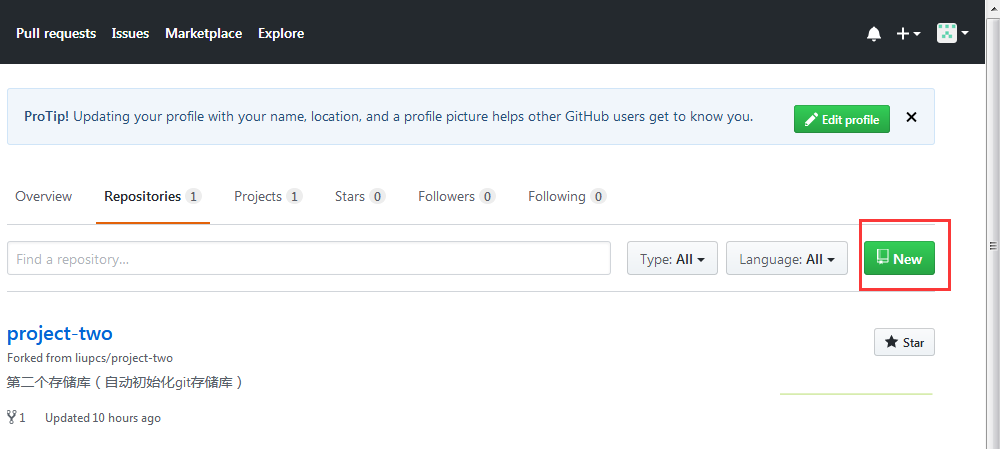 Pull requests Issues Marketplace Explore
ProTip! Updating your profile with your name, location, and a profile picture helps other GitHub users get to know you. Edit profile
Overview Repositories 1 Projects 1 Stars 0 Followers 0 Following 0
Find a repository... Type: All Language: All New
project-two
Star
Forked from liupcs/project-two
第二个存储库（自动初始化git存储库）
1 Updated 10 hours ago